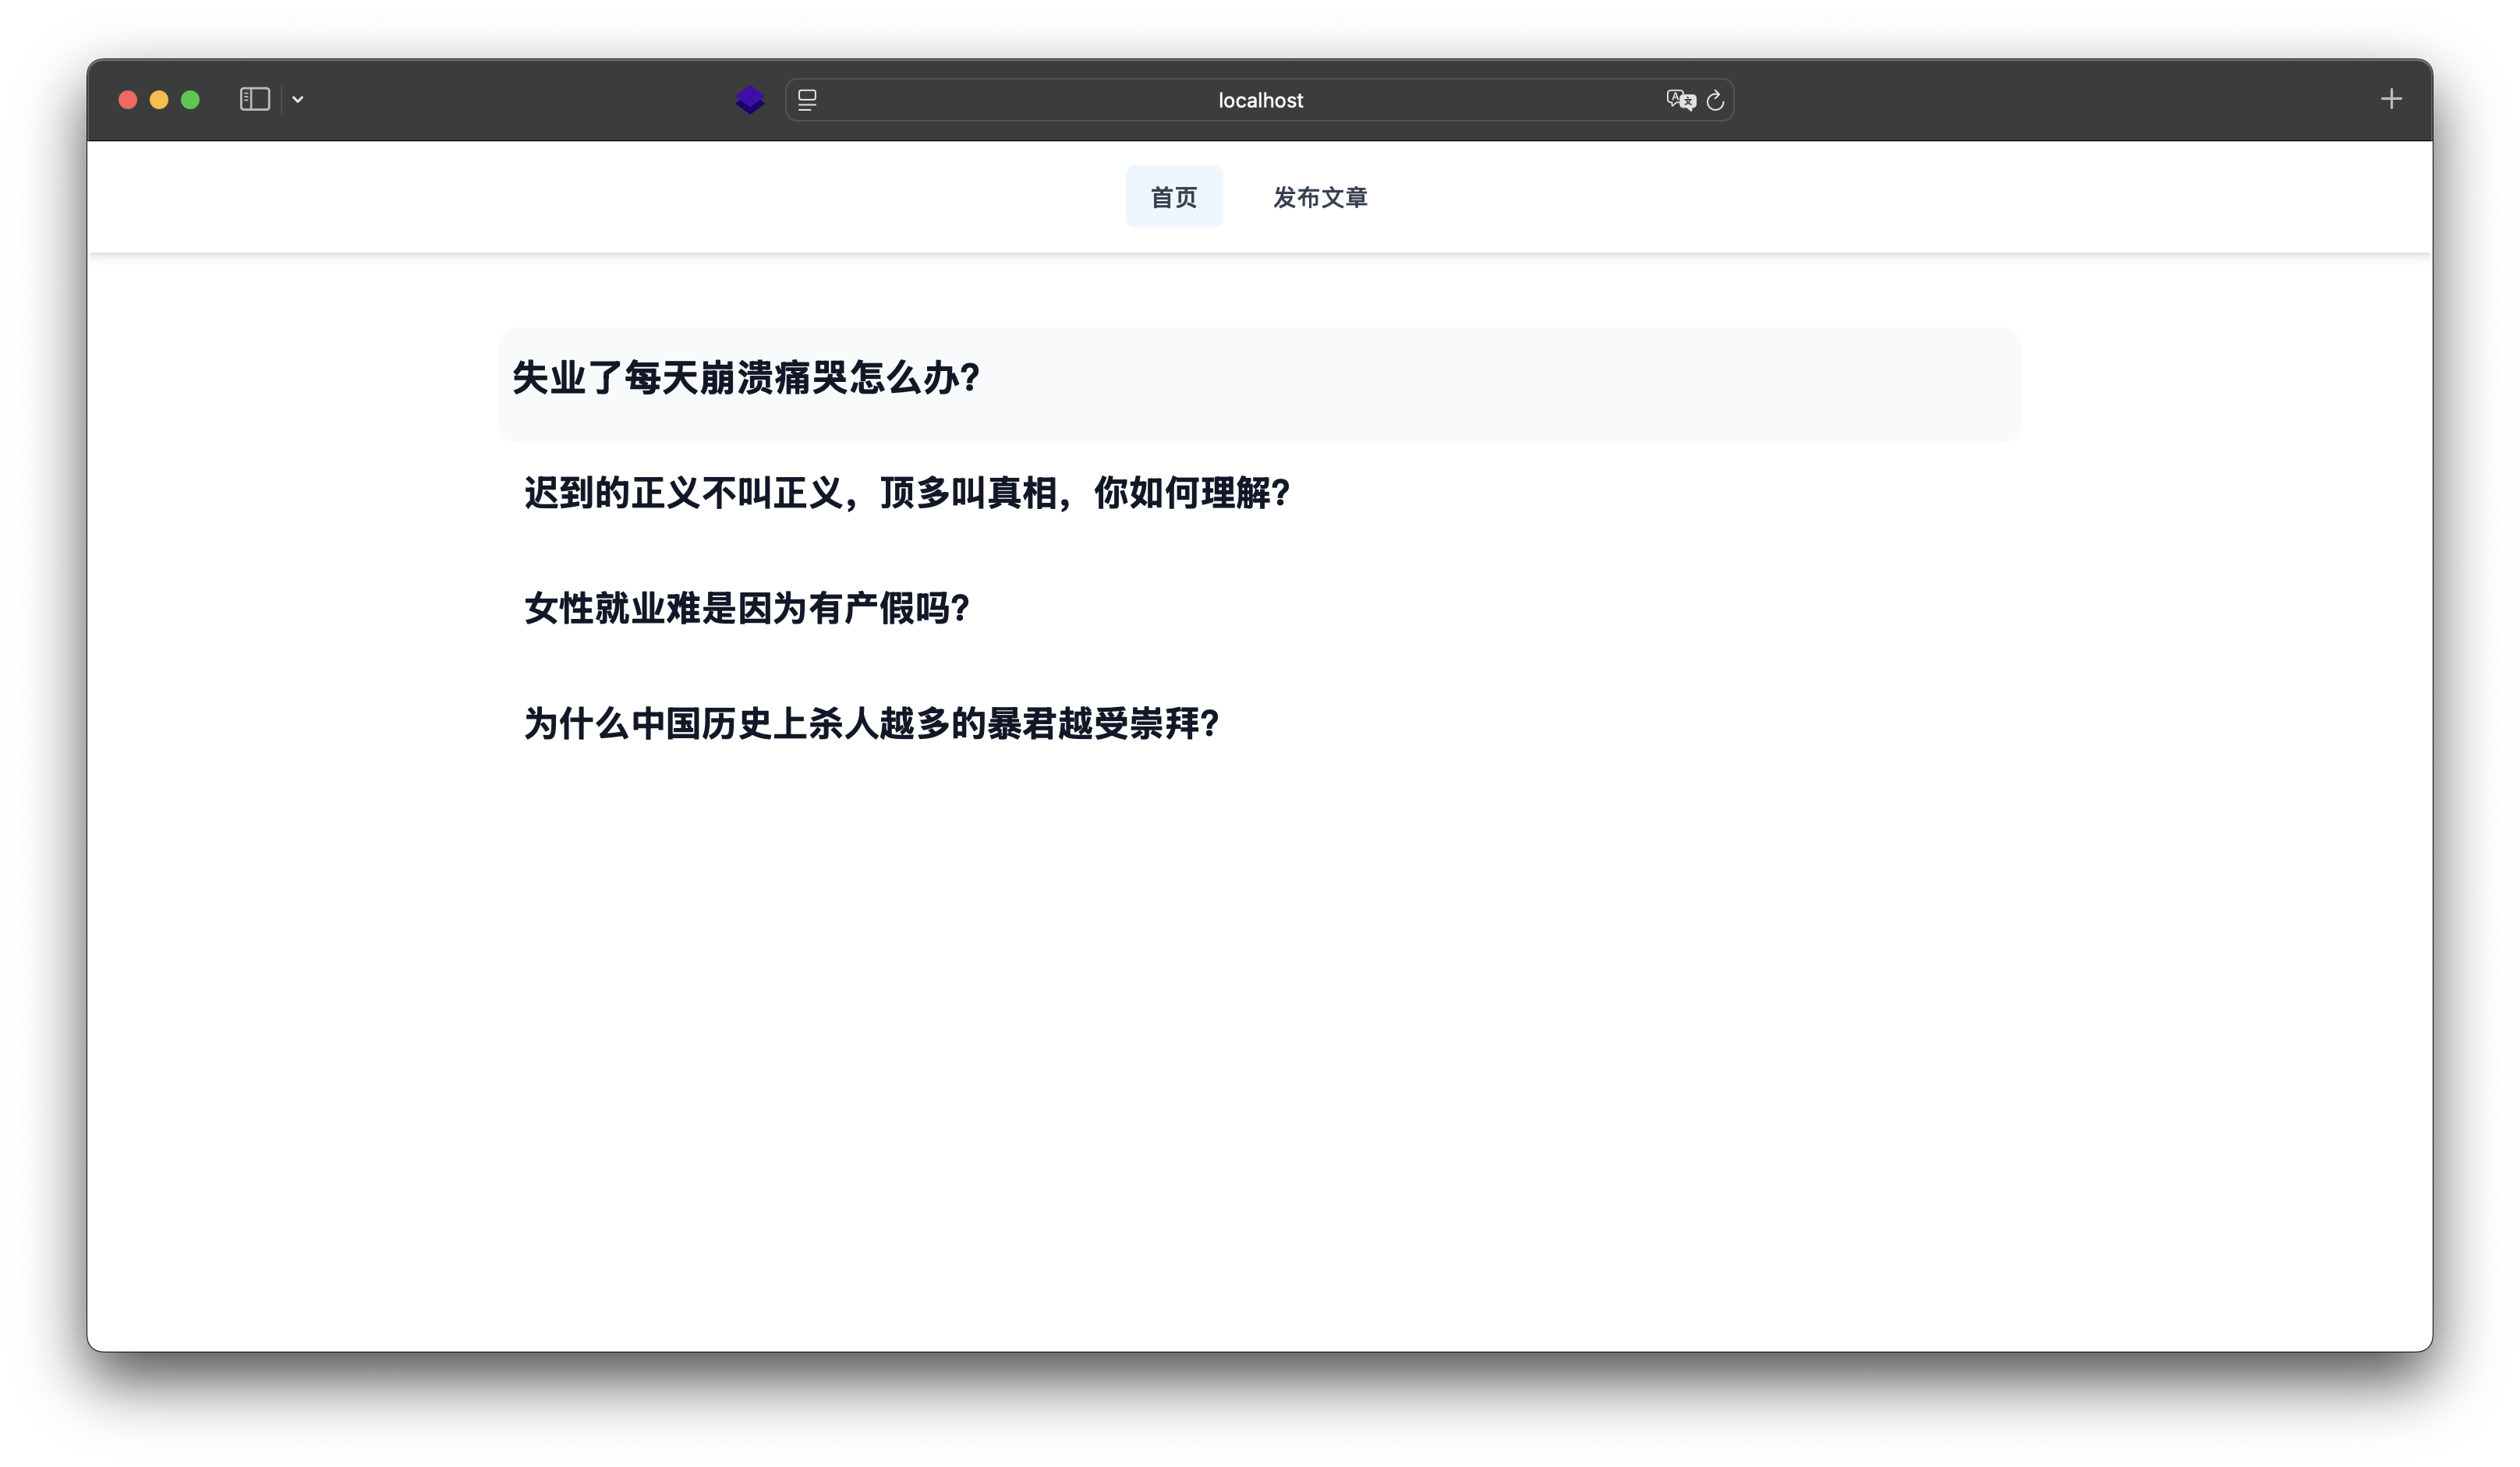 localhost
首页
发布文章
失业了每天崩溃痛哭怎么办？
迟到的正义不叫正义，顶多叫真相，你如何理解？
女性就业难是因为有产假吗？
为什么中国历史上杀人越多的暴君越受崇拜？